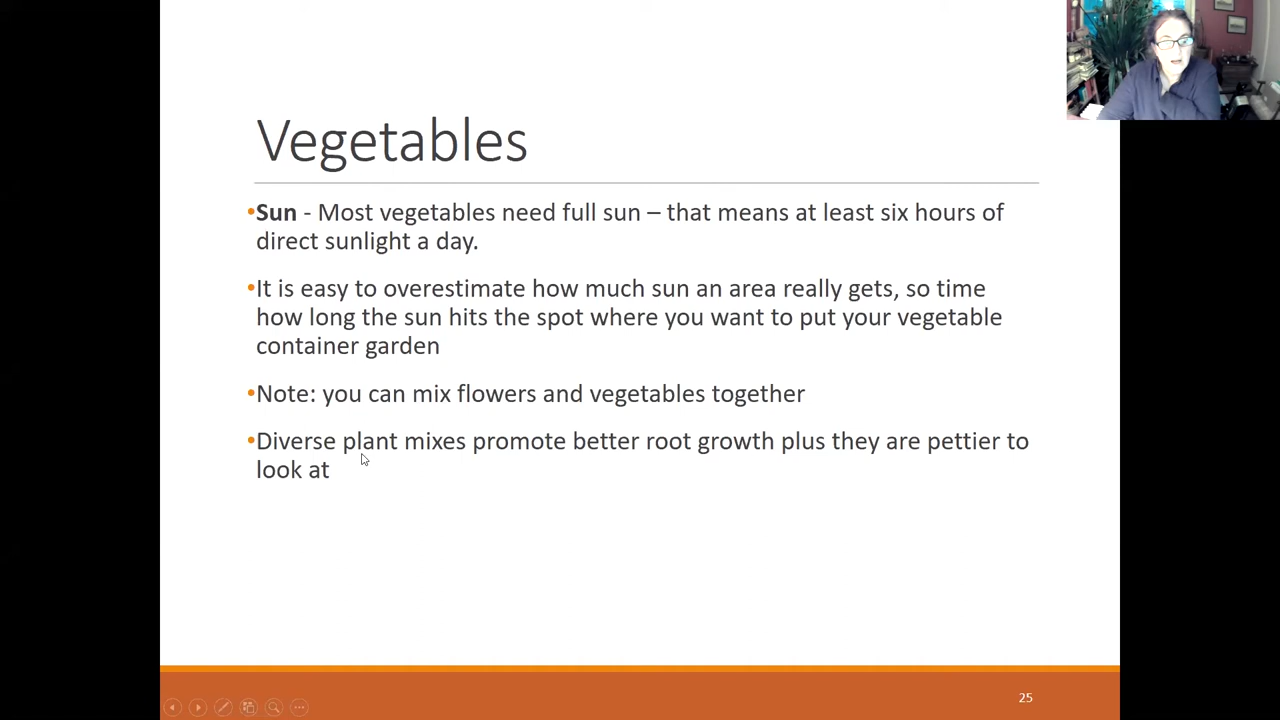 Vegetables
•Sun - Most vegetables need full sun – that means at least six hours of
direct sunlight a day.
•It is easy to overestimate how much sun an area really gets, so time
how long the sun hits the spot where you want to put your vegetable
container garden
•Note: you can mix flowers and vegetables together
•Diverse plant mixes promote better root growth plus they are pettier to
look at
25